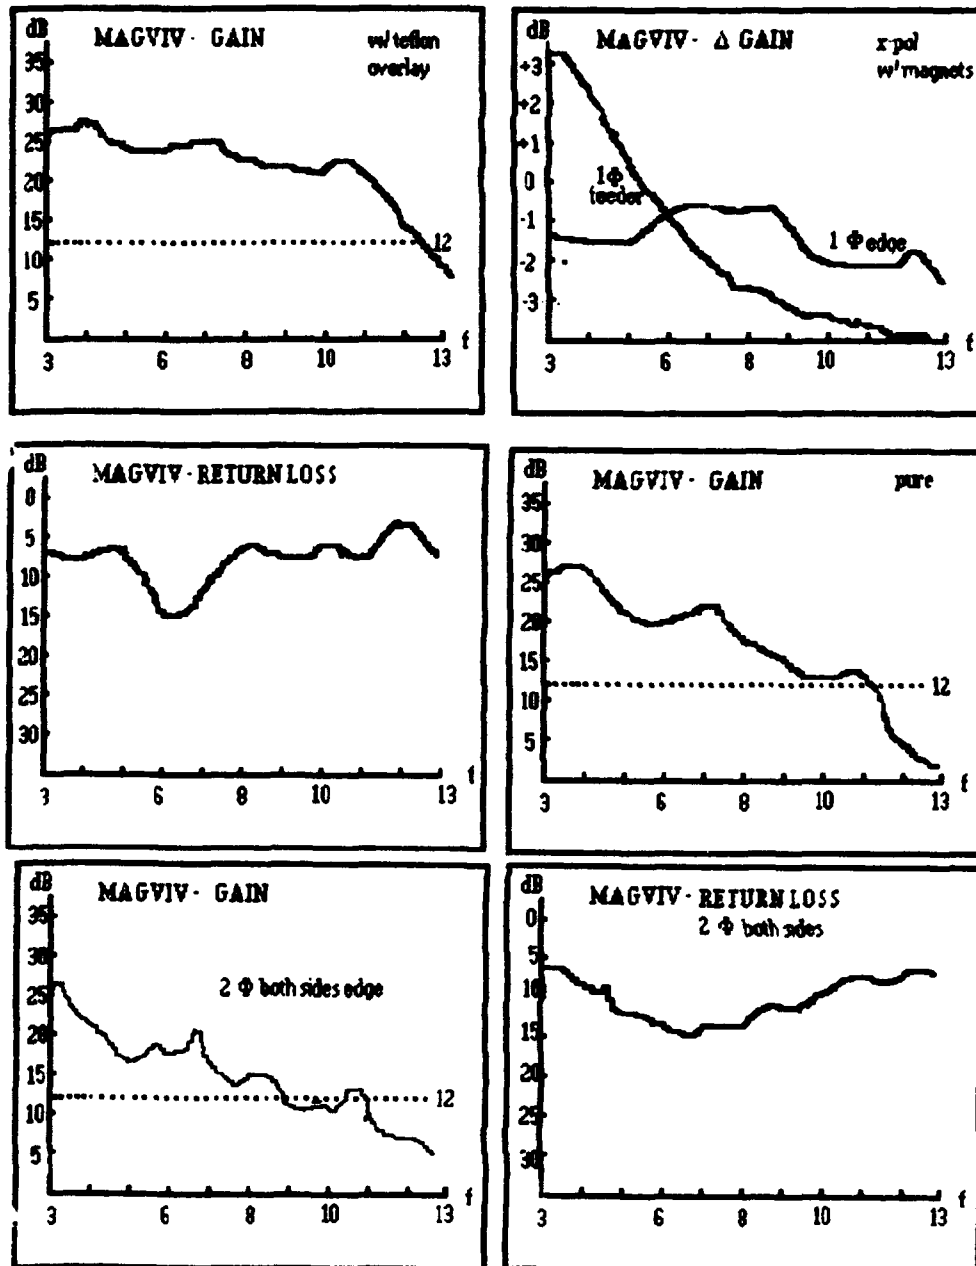 dB MAGVIV - GAIN w/ teflon
overlay
35
30
25
20
15
10
5
12
3 6 8 10 13 f
dB MAGVIV - Δ GAIN x-pol
w/ magnets
+3
+2
+1
0
-1
-2
-3
1 Φ
feeder
1 Φ edge
3 6 8 10 13 f
dB MAGVIV - RETURN LOSS
0
5
10
15
20
25
30
3 6 8 10 13 f
dB MAGVIV - GAIN pure
35
30
25
20
15
10
5
12
3 6 8 10 13 f
dB MAGVIV - GAIN
35
30
25
20
15
10
5
2 Φ both sides edge
12
3 6 8 10 13 f
dB MAGVIV - RETURN LOSS
2 Φ both sides
0
5
10
15
20
25
30
3 6 8 10 13 f